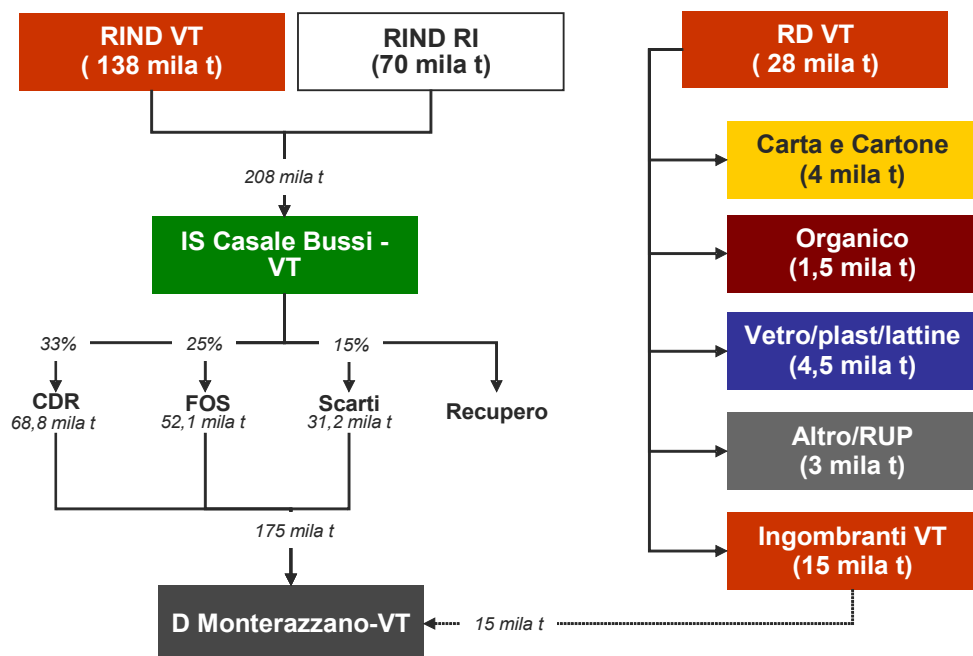 RIND VT
( 138 mila t)
RIND RI
(70 mila t)
208 mila t
IS Casale Bussi -
VT
33%
25%
15%
CDR
68,8 mila t
FOS
52,1 mila t
Scarti
31,2 mila t
Recupero
175 mila t
D Monterazzano-VT
RD VT
( 28 mila t)
Carta e Cartone
(4 mila t)
Organico
(1,5 mila t)
Vetro/plast/lattine
(4,5 mila t)
Altro/RUP
(3 mila t)
Ingombranti VT
(15 mila t)
15 mila t